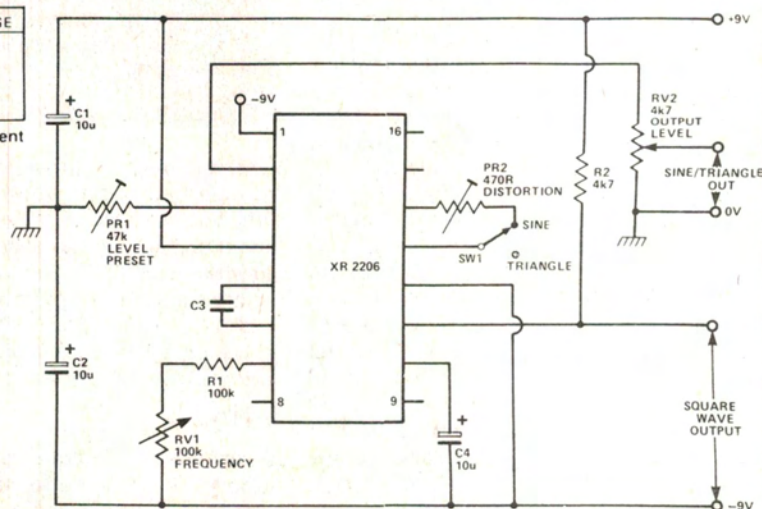 +9V
-9V
C1
10u
1
16
RV2
4k7
OUTPUT
LEVEL
PR2
470R
DISTORTION
R2
4k7
SINE/TRIANGLE
OUT
0V
PR1
47k
LEVEL
PRESET
SINE
SW1
TRIANGLE
XR 2206
C3
C2
10u
R1
100k
8
9
RV1
100k
FREQUENCY
C4
10u
SQUARE
WAVE
OUTPUT
-9V
+
+
+